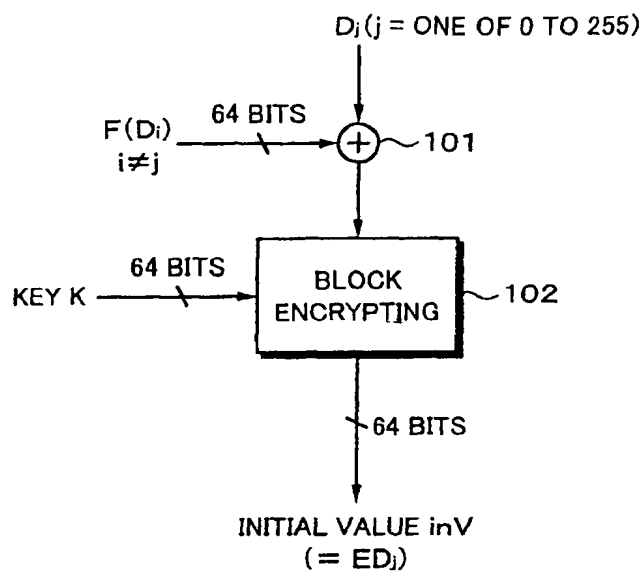 Dj (j = ONE OF 0 TO 255)
64 BITS
F(Di)
i≠j
+
101
64 BITS
KEY K
BLOCK
ENCRYPTING
102
64 BITS
INITIAL VALUE inV
(= EDj)